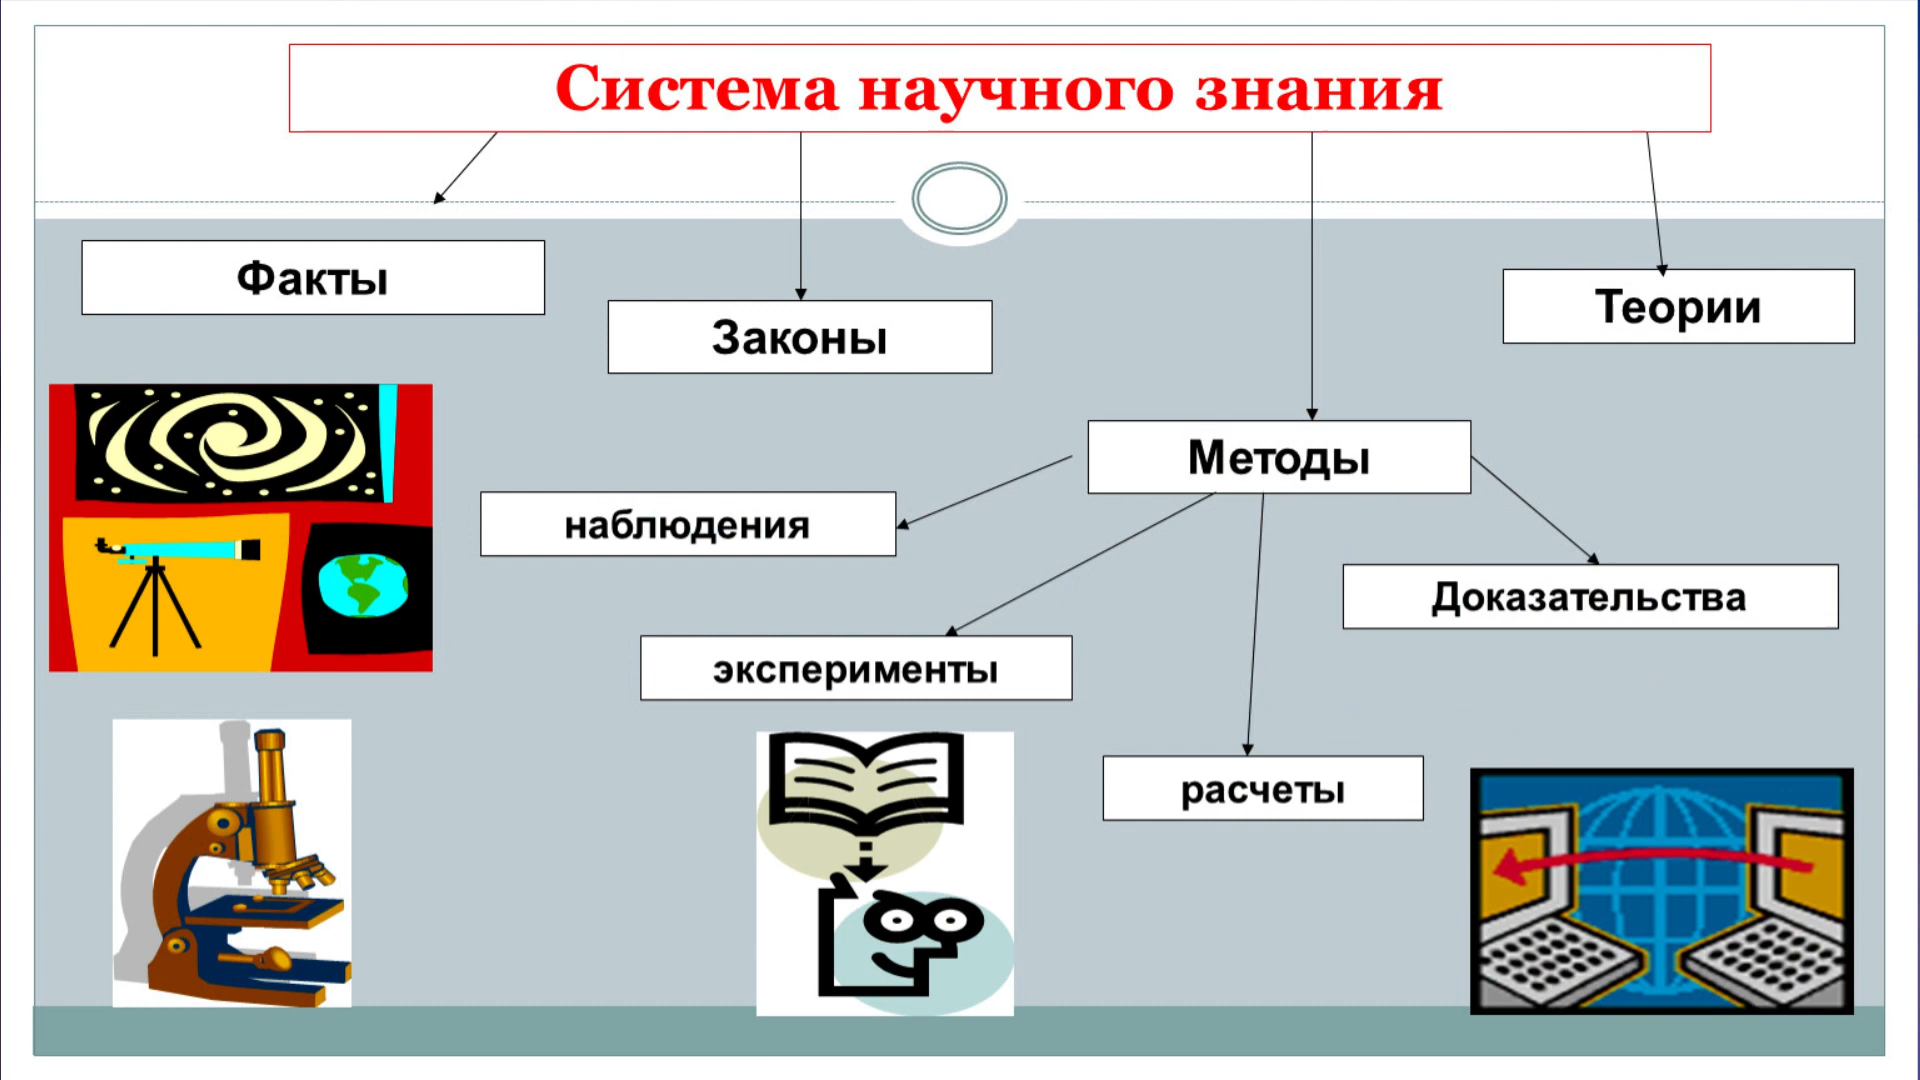 Система научного знания
Факты
Законы
Теории
Методы
наблюдения
Доказательства
эксперименты
расчеты